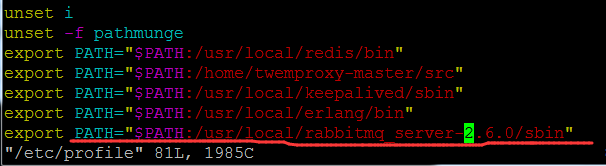 unset i
unset -f pathmunge
export PATH="$PATH:/usr/local/redis/bin"
export PATH="$PATH:/home/twemproxy-master/src"
export PATH="$PATH:/usr/local/keepalived/sbin"
export PATH="$PATH:/usr/local/erlang/bin"
export PATH="$PATH:/usr/local/rabbitmq_server-2.6.0/sbin"
"/etc/profile" 81L, 1985C